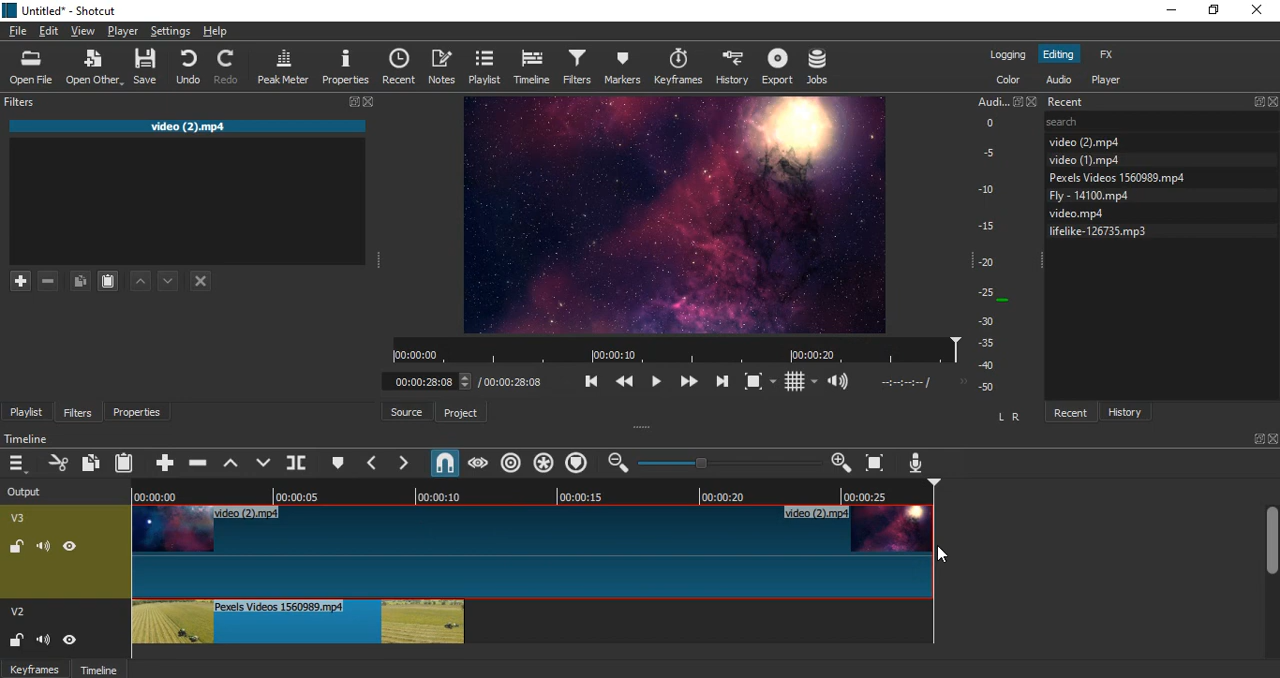 Untitled* - Shotcut
File Edit View Player Settings Help
Open File Open Other. Save Undo Redo Peak Meter Properties Recent Notes Playlist Timeline Filters Markers Keyframes History Export Jobs
Logging Editing FX
Color Audio Player
Filters
video (2).mp4
Playlist Filters Properties
00:00:00 00:00:10 00:00:20
00:00:28:08 / 00:00:28:08
--:--:--:-- /
Source Project
Audi...
0
-5
-10
-15
-20
-25
-30
-35
-40
-50
L R
Recent
search
video (2).mp4
video (1).mp4
Pexels Videos 1560989.mp4
Fly - 14100.mp4
video.mp4
lifelike-126735.mp3
Recent History
Timeline
Output
00:00:00 00:00:05 00:00:10 00:00:15 00:00:20 00:00:25
V3
video (2).mp4 video (2).mp4
V2
Pexels Videos 1560989.mp4
Keyframes Timeline